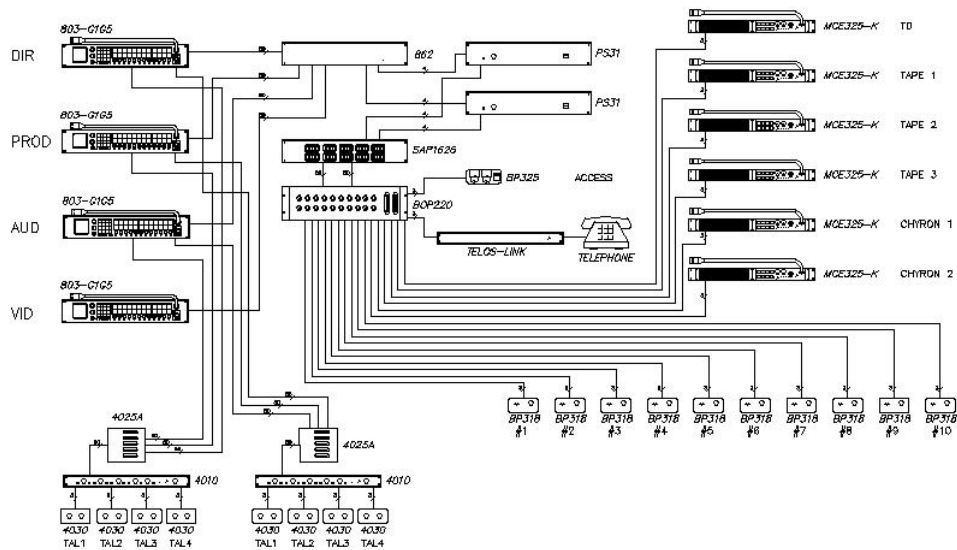 803-G1G5
DIR
803-G1G5
PROD
803-G1G5
AUD
803-G1G5
VID
862
PS31
PS31
SAP1626
BOP220
BP325
ACCESS
TELOS-LINK
TELEPHONE
MCE325-K TD
MCE325-K TAPE 1
MCE325-K TAPE 2
MCE325-K TAPE 3
MCE325-K CHYRON 1
MCE325-K CHYRON 2
BP318 BP318 BP318 BP318 BP318 BP318 BP318 BP318 BP318 BP318
#1 #2 #3 #4 #5 #6 #7 #8 #9 #10
4025A
4025A
4010
4010
4030 4030 4030 4030
TAL1 TAL2 TAL3 TAL4
4030 4030 4030 4030
TAL1 TAL2 TAL3 TAL4